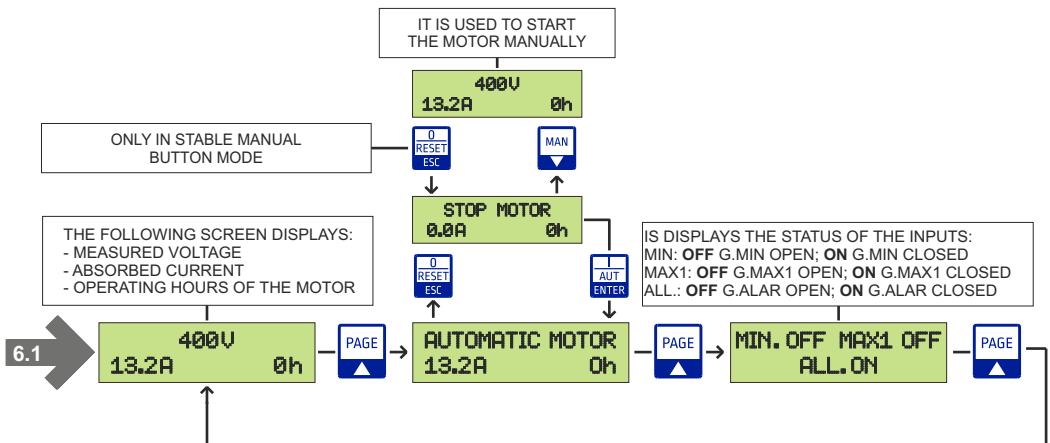 IT IS USED TO START
THE MOTOR MANUALLY
400V
13.2A 0h
ONLY IN STABLE MANUAL
BUTTON MODE
0
RESET
ESC
MAN
STOP MOTOR
0.0A 0h
THE FOLLOWING SCREEN DISPLAYS:
- MEASURED VOLTAGE
- ABSORBED CURRENT
- OPERATING HOURS OF THE MOTOR
0
RESET
ESC
I
AUT
ENTER
IS DISPLAYS THE STATUS OF THE INPUTS:
MIN: OFF G.MIN OPEN; ON G.MIN CLOSED
MAX1: OFF G.MAX1 OPEN; ON G.MAX1 CLOSED
ALL.: OFF G.ALAR OPEN; ON G.ALAR CLOSED
6.1
400V
13.2A 0h
PAGE
AUTOMATIC MOTOR
13.2A 0h
PAGE
MIN.OFF MAX1 OFF
ALL.ON
PAGE